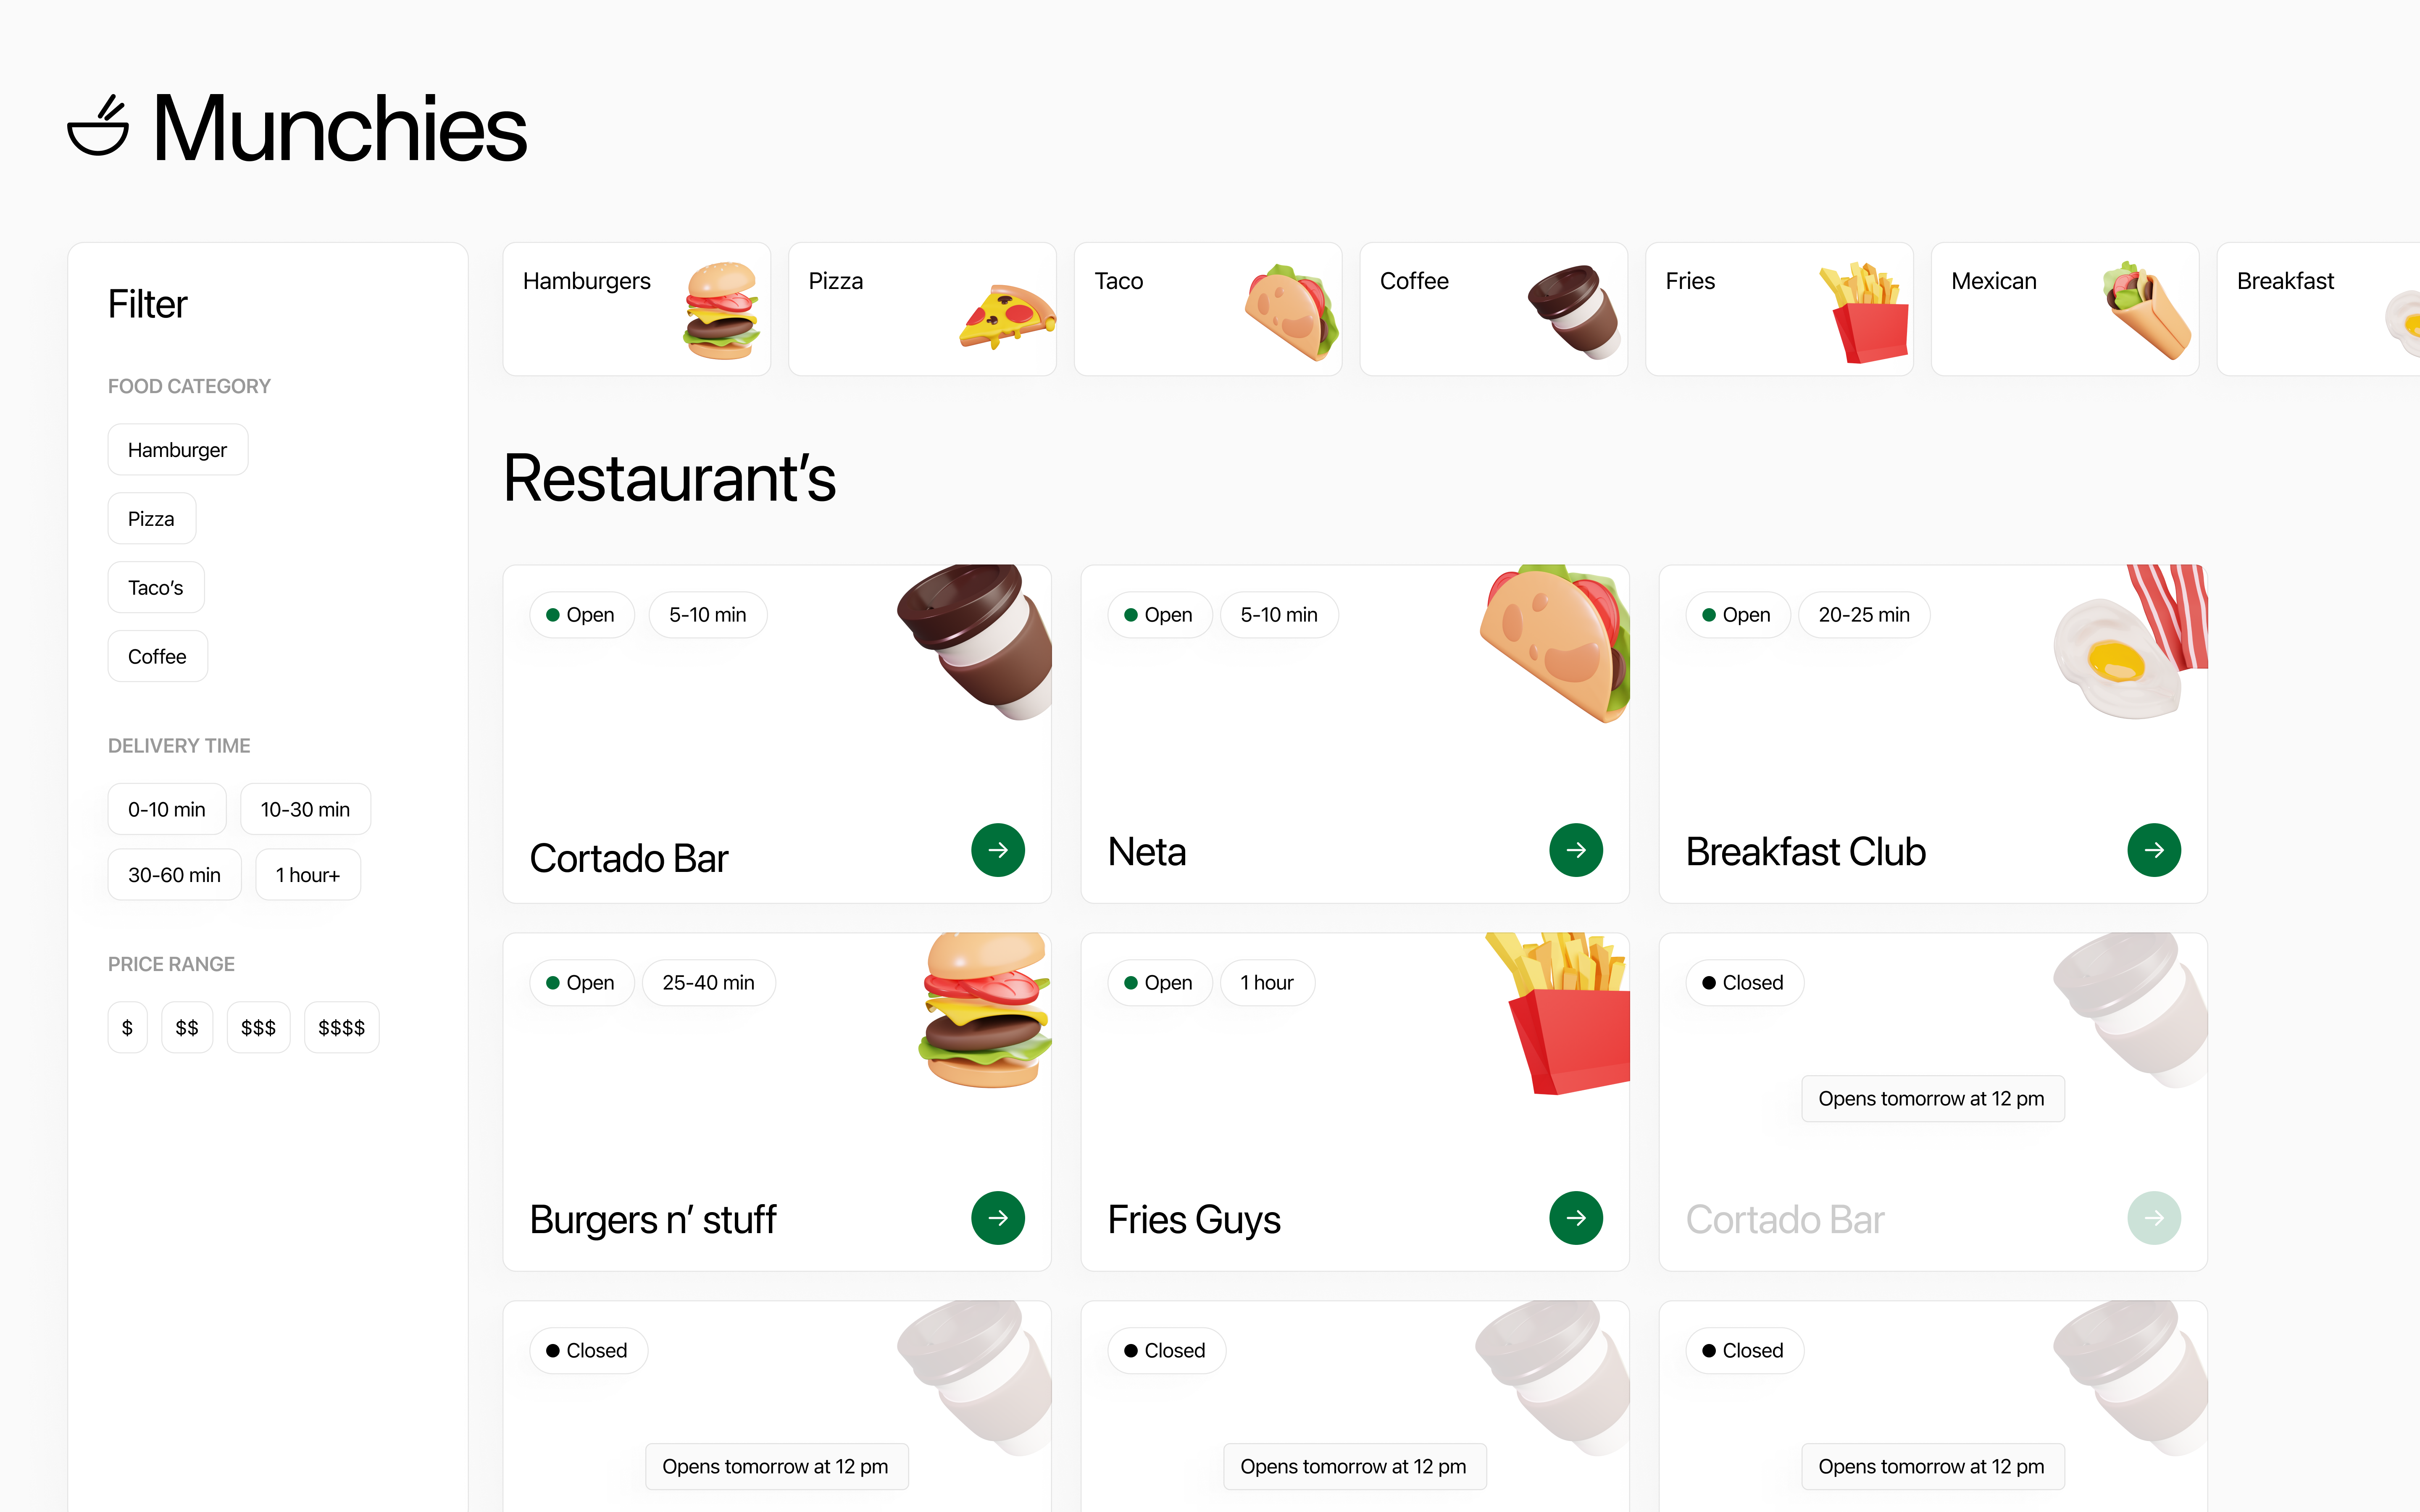 Munchies
Filter
FOOD CATEGORY
Hamburger
Pizza
Taco’s
Coffee
DELIVERY TIME
0-10 min
10-30 min
30-60 min
1 hour+
PRICE RANGE
$
$$
$$$
$$$$
Hamburgers
Pizza
Taco
Coffee
Fries
Mexican
Breakfast
Restaurant’s
Open
5-10 min
Cortado Bar
Open
5-10 min
Neta
Open
20-25 min
Breakfast Club
Open
25-40 min
Burgers n’ stuff
Open
1 hour
Fries Guys
Closed
Opens tomorrow at 12 pm
Cortado Bar
Closed
Opens tomorrow at 12 pm
Closed
Opens tomorrow at 12 pm
Closed
Opens tomorrow at 12 pm